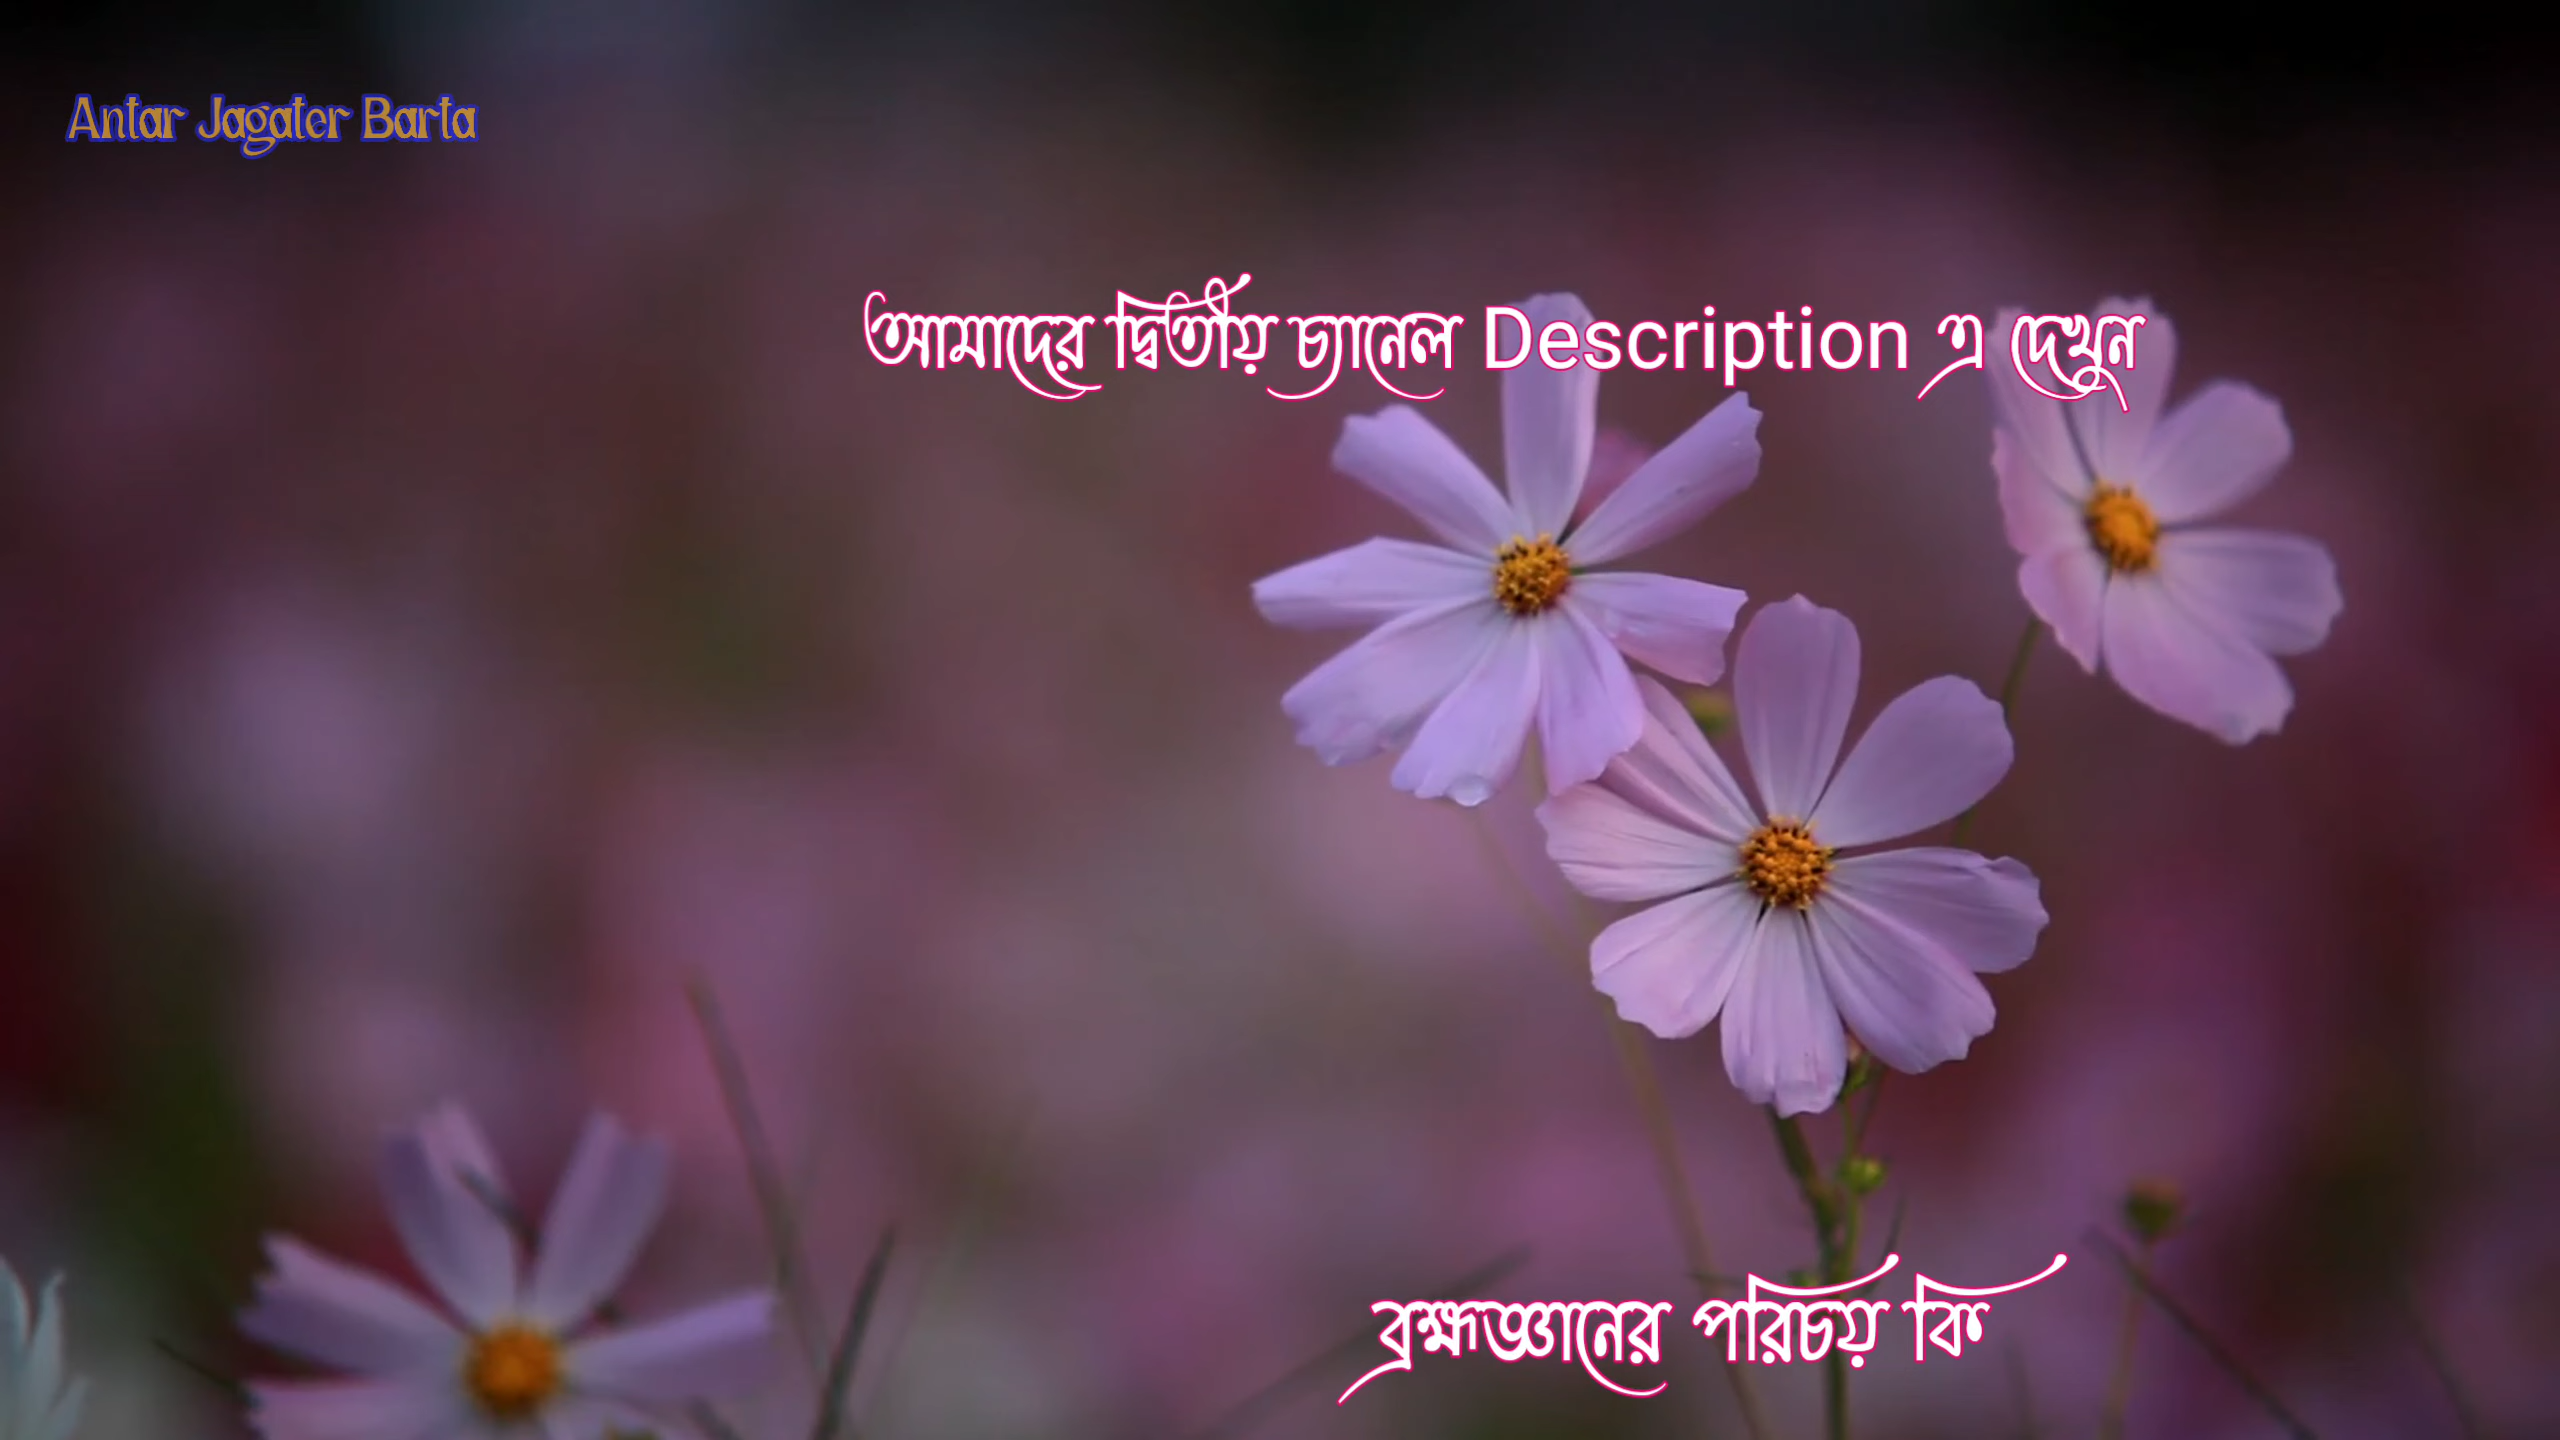 Antar Jagater Barta
আমাদের দ্বিতীয় চ্যানেল Description এ দেখুন
ব্রহ্মজ্ঞানের পরিচয় কি